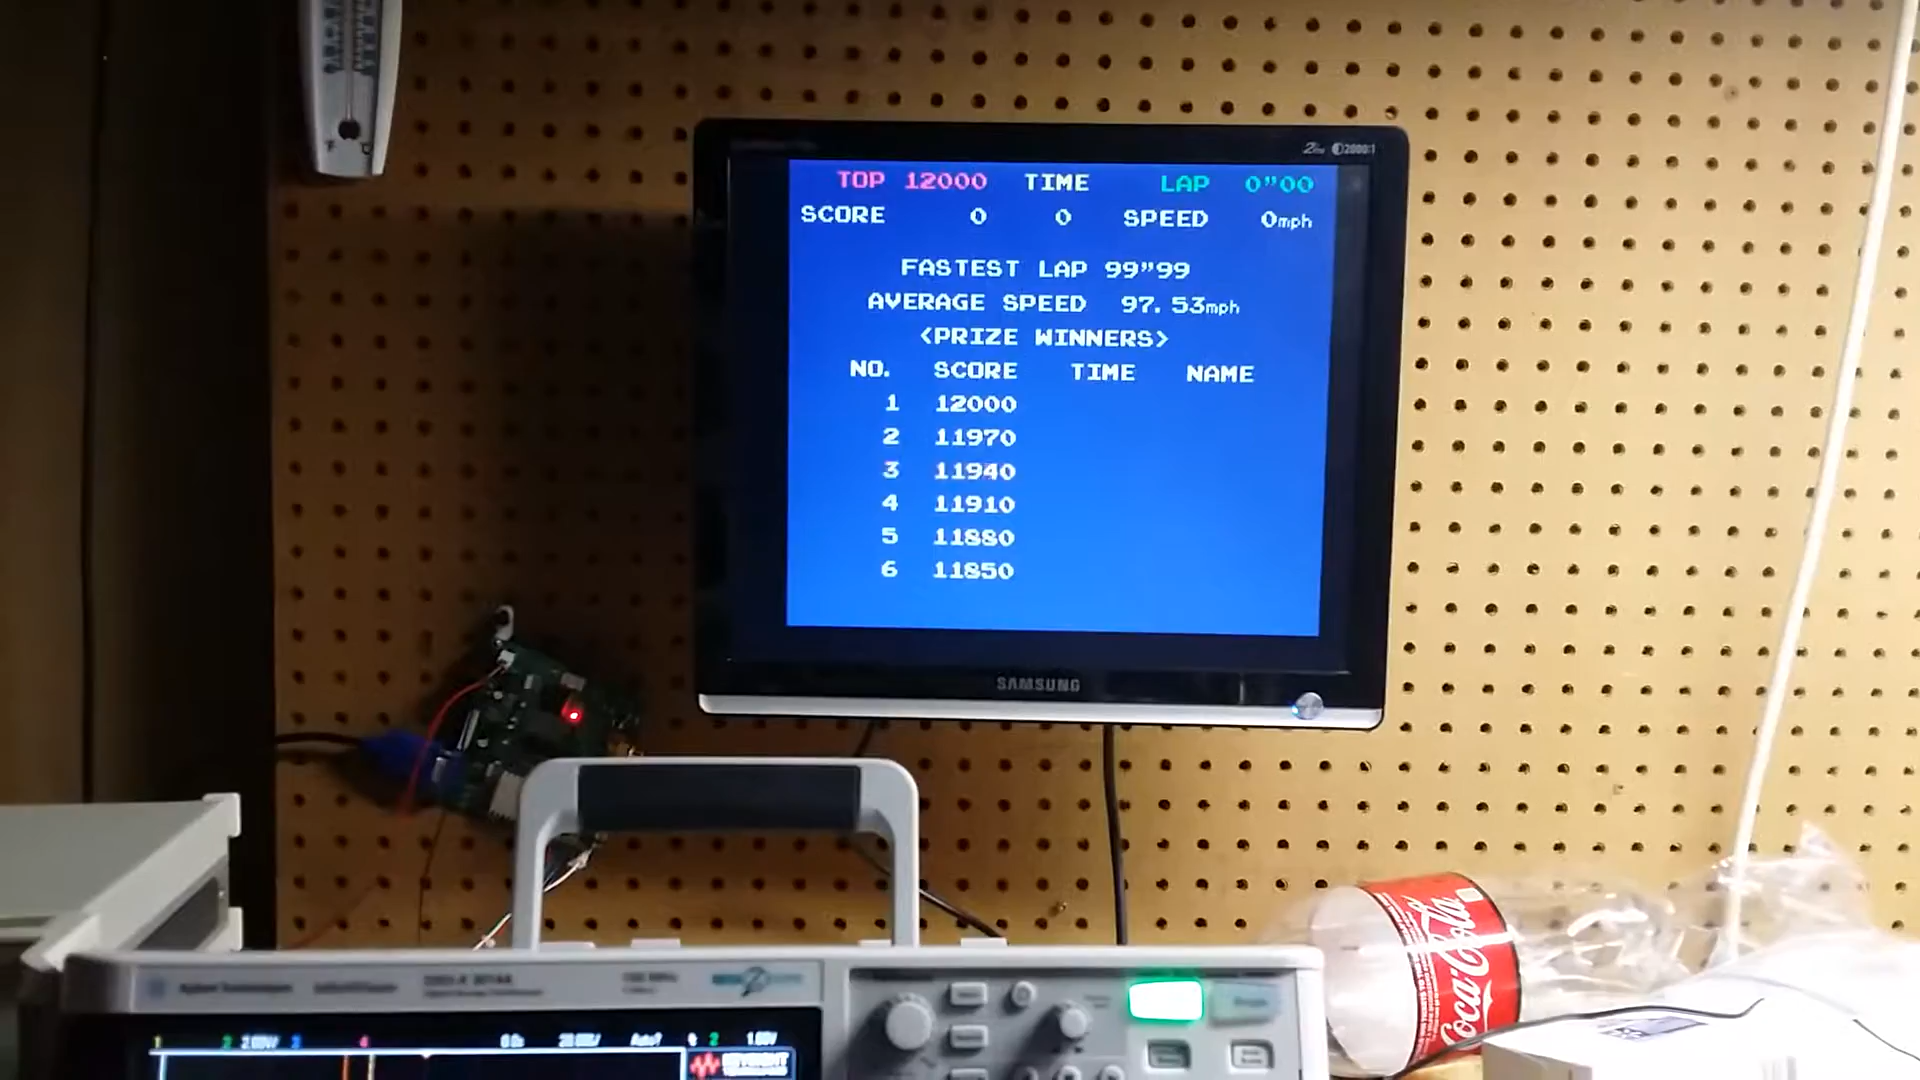 TOP 12000 TIME LAP 0"00
SCORE 0 0 SPEED 0mph
FASTEST LAP 99"99
AVERAGE SPEED 97.53mph
<PRIZE WINNERS>
NO. SCORE TIME NAME
1 12000
2 11970
3 11940
4 11910
5 11880
6 11850
SAMSUNG
Coca-Cola